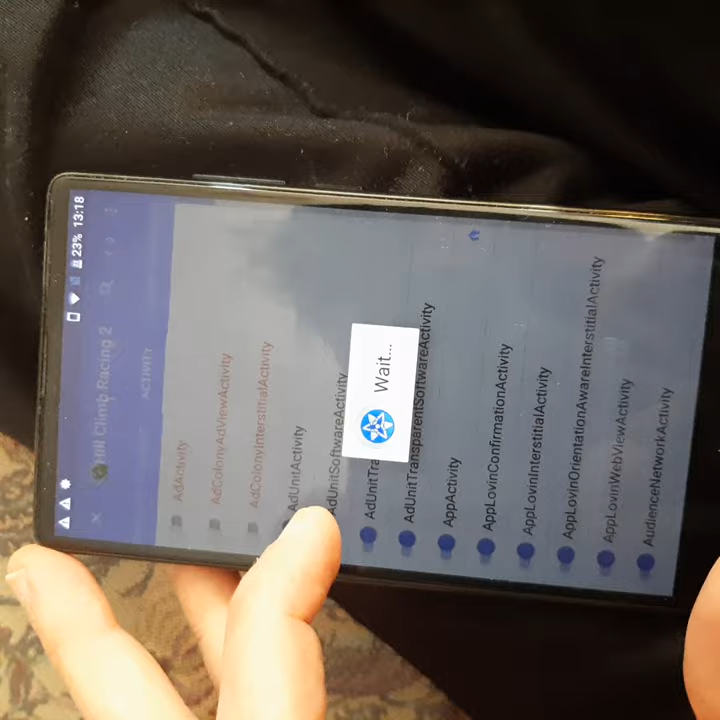 23% 13:18
Hill Climb Racing 2
ACTIVITY
AdActivity
AdColonyAdViewActivity
AdColonyInterstitialActivity
AdUnitActivity
AdUnitSoftwareActivity
AdUnitTra
AdUnitTransparentSoftwareActivity
Wait...
AppActivity
AppLovinConfirmationActivity
AppLovinInterstitialActivity
AppLovinOrientationAwareInterstitialActivity
AppLovinWebViewActivity
AudienceNetworkActivity